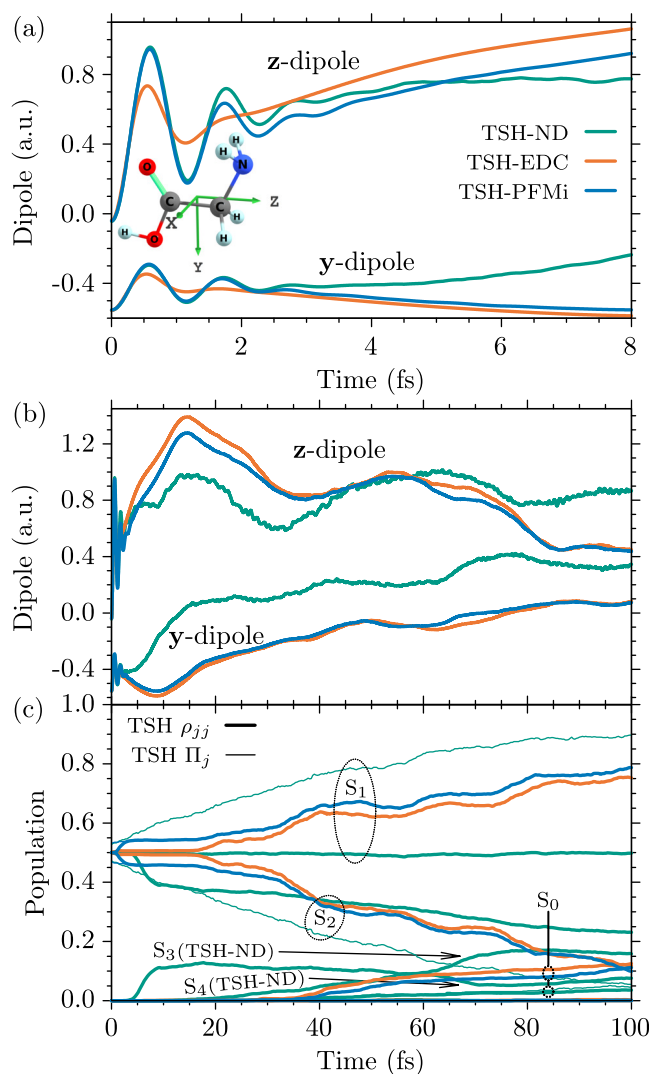 (a)
z-dipole
0.8
0.4
0.0
-0.4
Dipole (a.u.)
TSH-ND
TSH-EDC
TSH-PFMi
H
H
N
O
C
C
Z
X
H
H
H
O
Y
y-dipole
0 2 4 6 8
Time (fs)
(b)
z-dipole
1.2
0.8
0.4
0.0
-0.4
Dipole (a.u.)
y-dipole
(c)
1.0
0.8
0.6
0.4
0.2
0.0
Population
TSH ρjj
TSH Πj
S1
S2
S0
S3(TSH-ND)
S4(TSH-ND)
0 20 40 60 80 100
Time (fs)